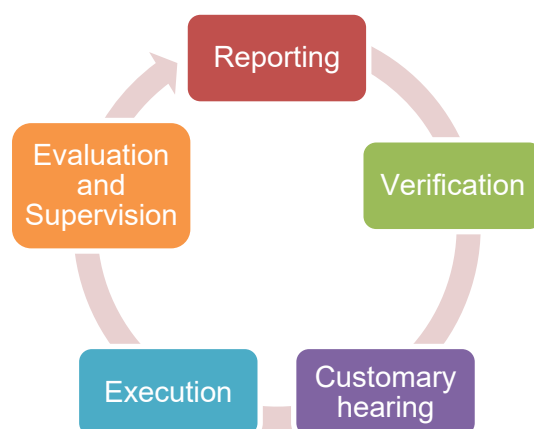 Reporting
Verification
Customary
hearing
Execution
Evaluation
and
Supervision